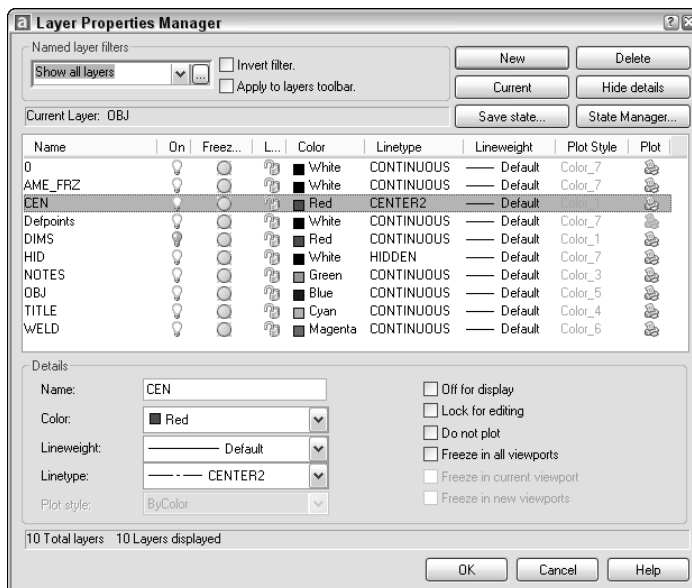 a Layer Properties Manager ? X
Named layer filters
Show all layers ...
Invert filter.
Apply to layers toolbar.
New Delete
Current Hide details
Save state... State Manager...
Current Layer: OBJ
Name On Freez... L... Color Linetype Lineweight Plot Style Plot
0 White CONTINUOUS Default Color_7
AME_FRZ White CONTINUOUS Default Color_7
CEN Red CENTER2 Default Color_1
Defpoints White CONTINUOUS Default Color_7
DIMS Red CONTINUOUS Default Color_1
HID White HIDDEN Default Color_7
NOTES Green CONTINUOUS Default Color_3
OBJ Blue CONTINUOUS Default Color_5
TITLE Cyan CONTINUOUS Default Color_4
WELD Magenta CONTINUOUS Default Color_6
Details
Name: CEN
Color: Red
Lineweight: Default
Linetype: CENTER2
Plot style: ByColor
Off for display
Lock for editing
Do not plot
Freeze in all viewports
Freeze in current viewport
Freeze in new viewports
10 Total layers 10 Layers displayed
OK Cancel Help